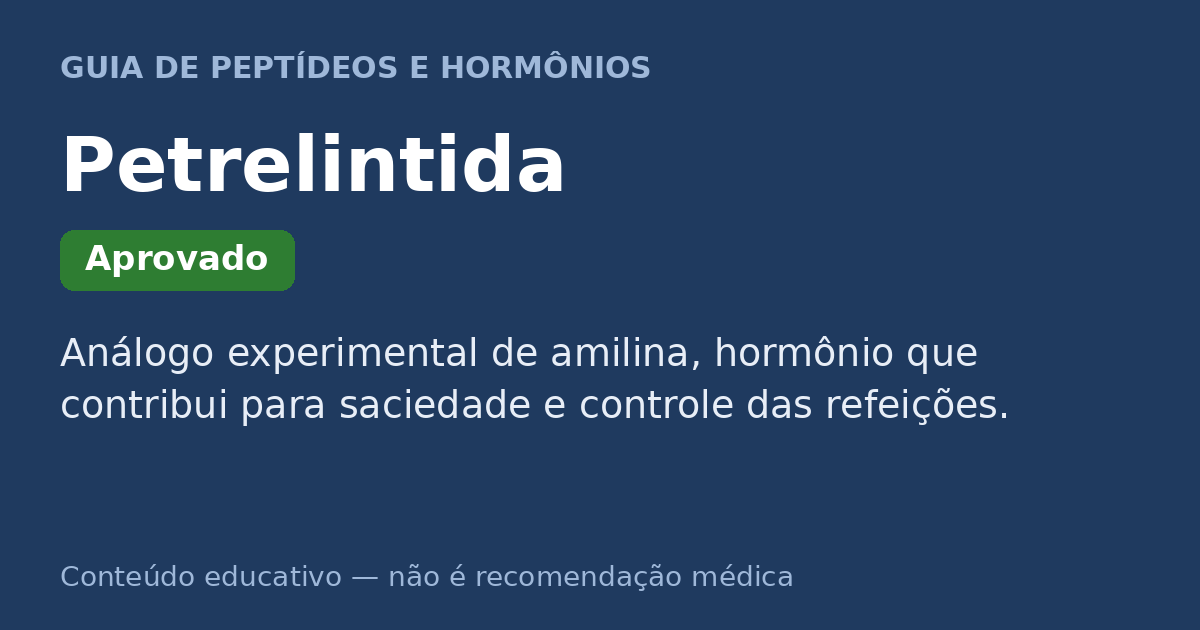 GUIA DE PEPTÍDEOS E HORMÔNIOS
Petrelintida
Aprovado
Análogo experimental de amilina, hormônio que
contribui para saciedade e controle das refeições.
Conteúdo educativo — não é recomendação médica